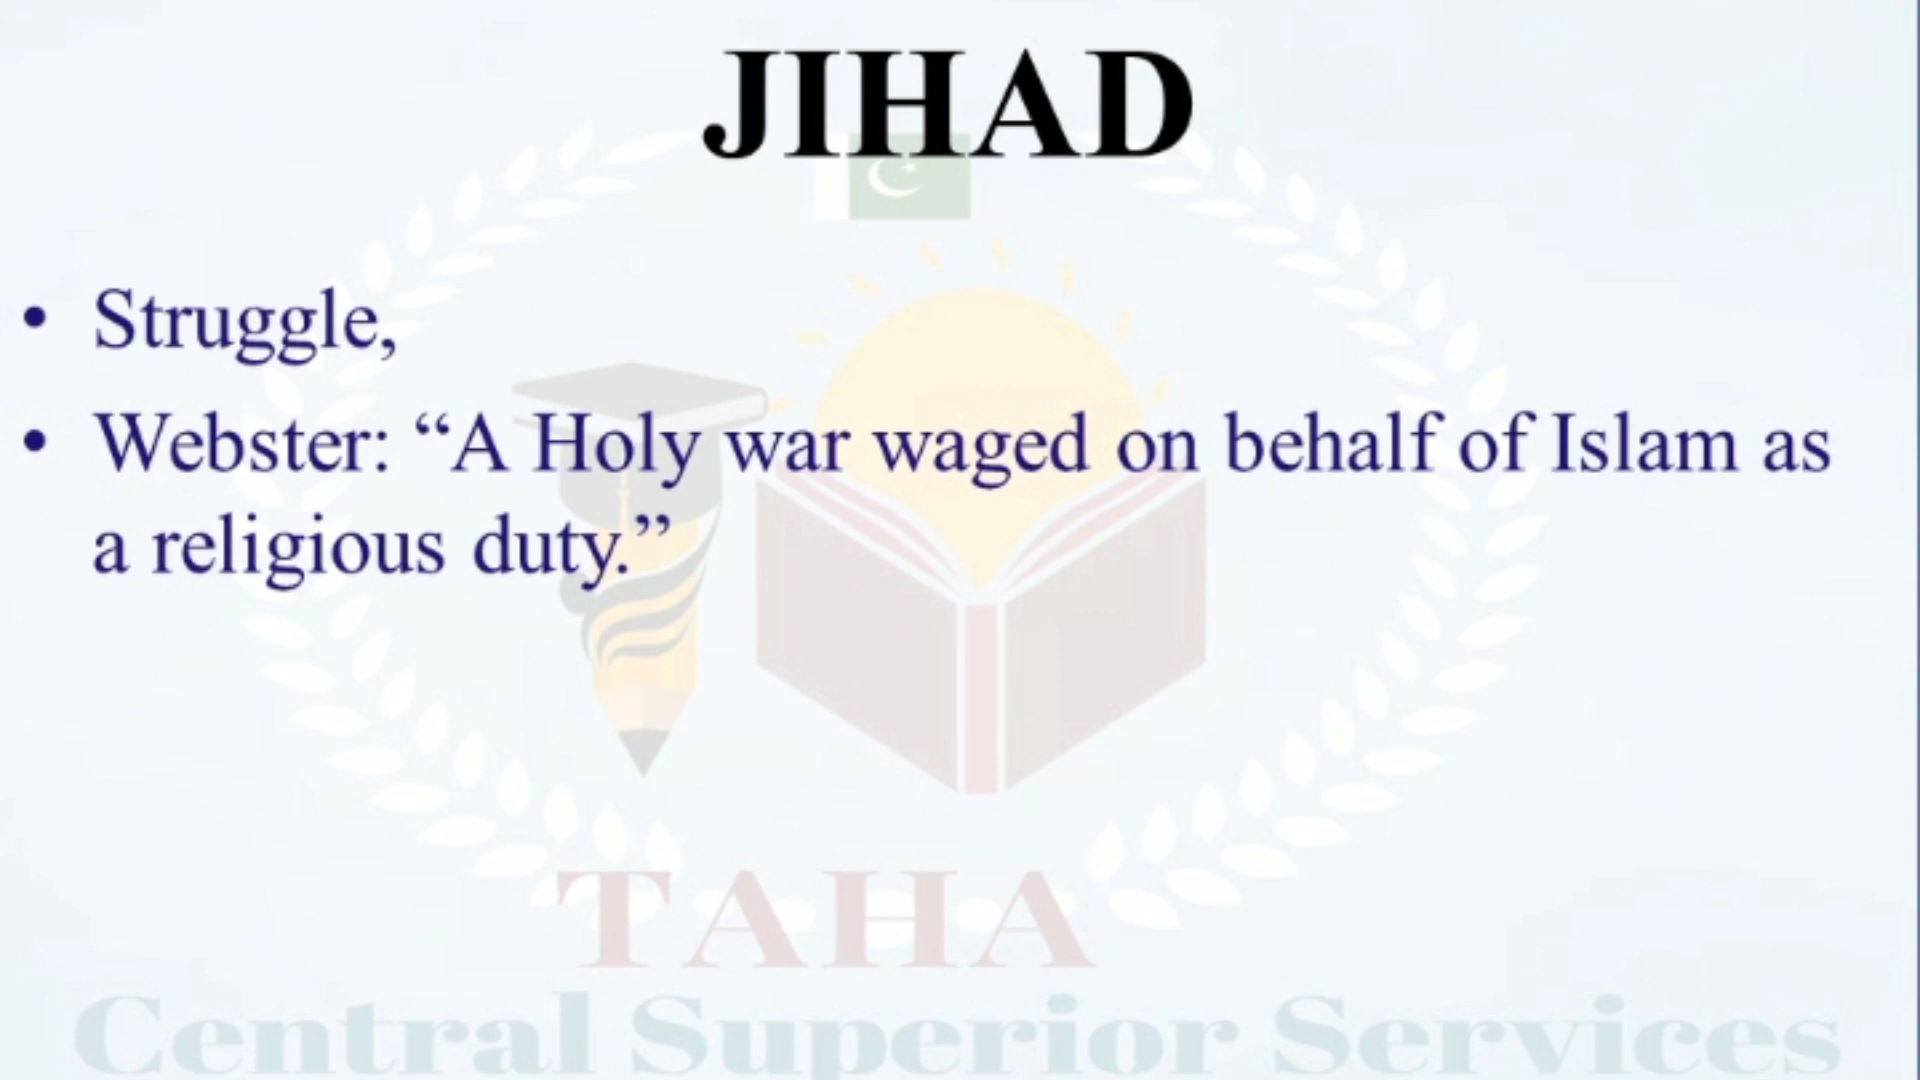 JIHAD
• Struggle,
• Webster: “A Holy war waged on behalf of Islam as
a religious duty.”
TAHA
Central Superior Services